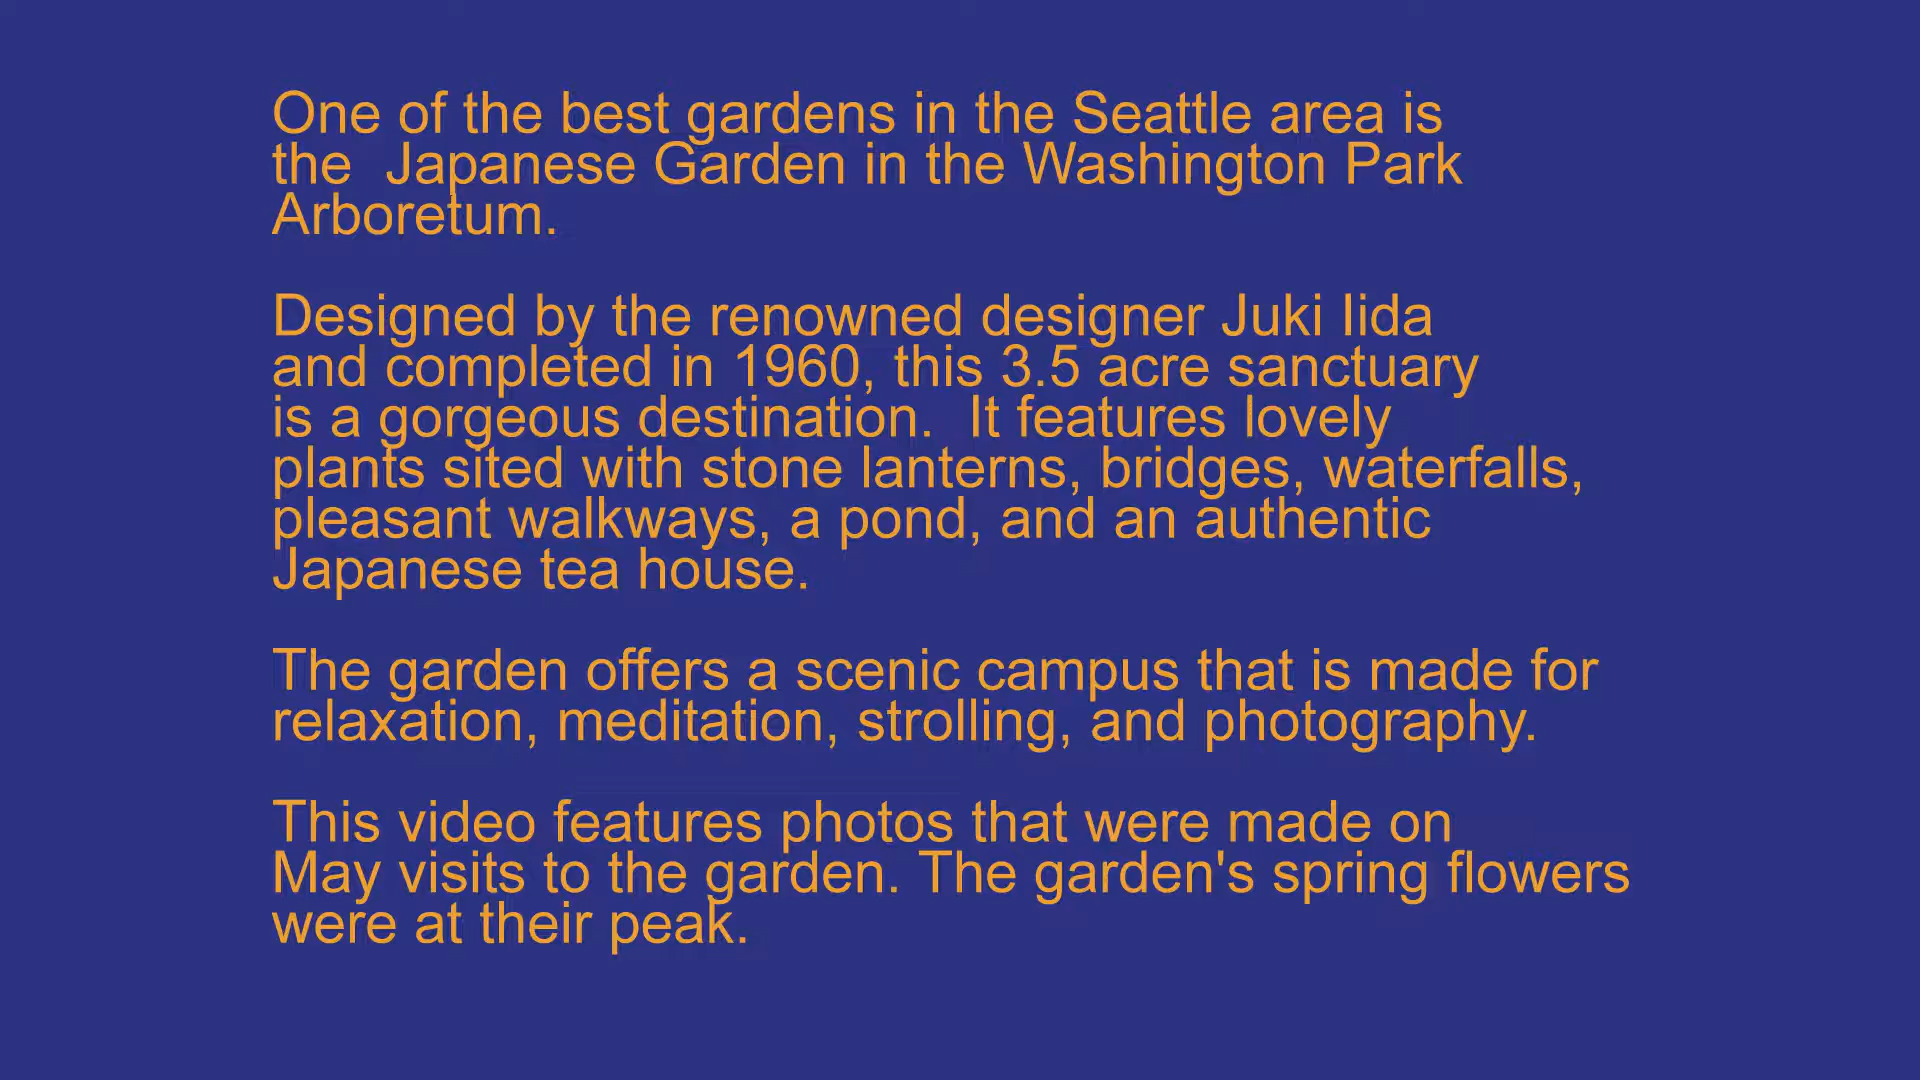 One of the best gardens in the Seattle area is
the  Japanese Garden in the Washington Park
Arboretum.
Designed by the renowned designer Juki Iida
and completed in 1960, this 3.5 acre sanctuary
is a gorgeous destination.  It features lovely
plants sited with stone lanterns, bridges, waterfalls,
pleasant walkways, a pond, and an authentic
Japanese tea house.
The garden offers a scenic campus that is made for
relaxation, meditation, strolling, and photography.
This video features photos that were made on
May visits to the garden. The garden's spring flowers
were at their peak.